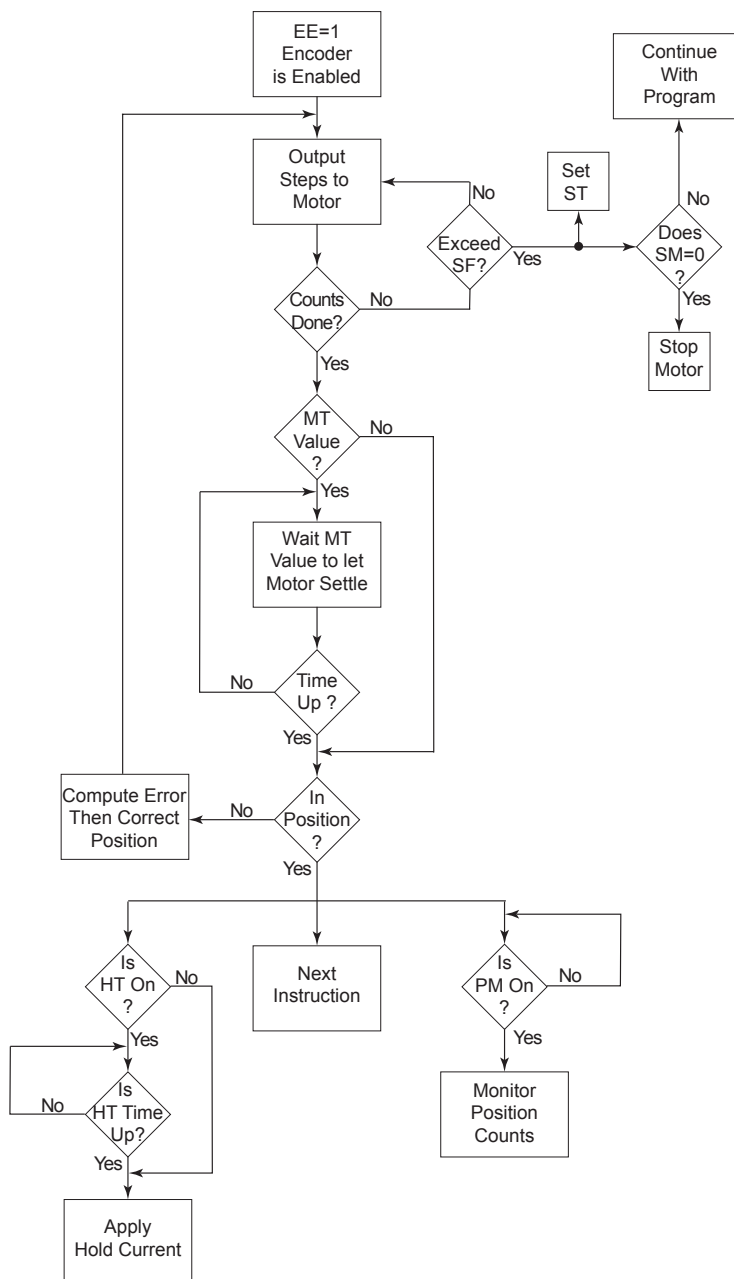 EE=1
Encoder
is Enabled
Continue
With
Program
Output
Steps to
Motor
Set
ST
No
No
Exceed
SF?
Yes
Does
SM=0
?
Yes
Counts
Done?
No
Yes
Stop
Motor
MT
Value
?
No
Yes
Wait MT
Value to let
Motor Settle
Time
Up ?
No
Yes
Compute Error
Then Correct
Position
No
In
Position
?
Yes
Is
HT On
?
No
Yes
Next
Instruction
Is
PM On
?
No
Yes
Is
HT Time
Up?
No
Yes
Monitor
Position
Counts
Apply
Hold Current